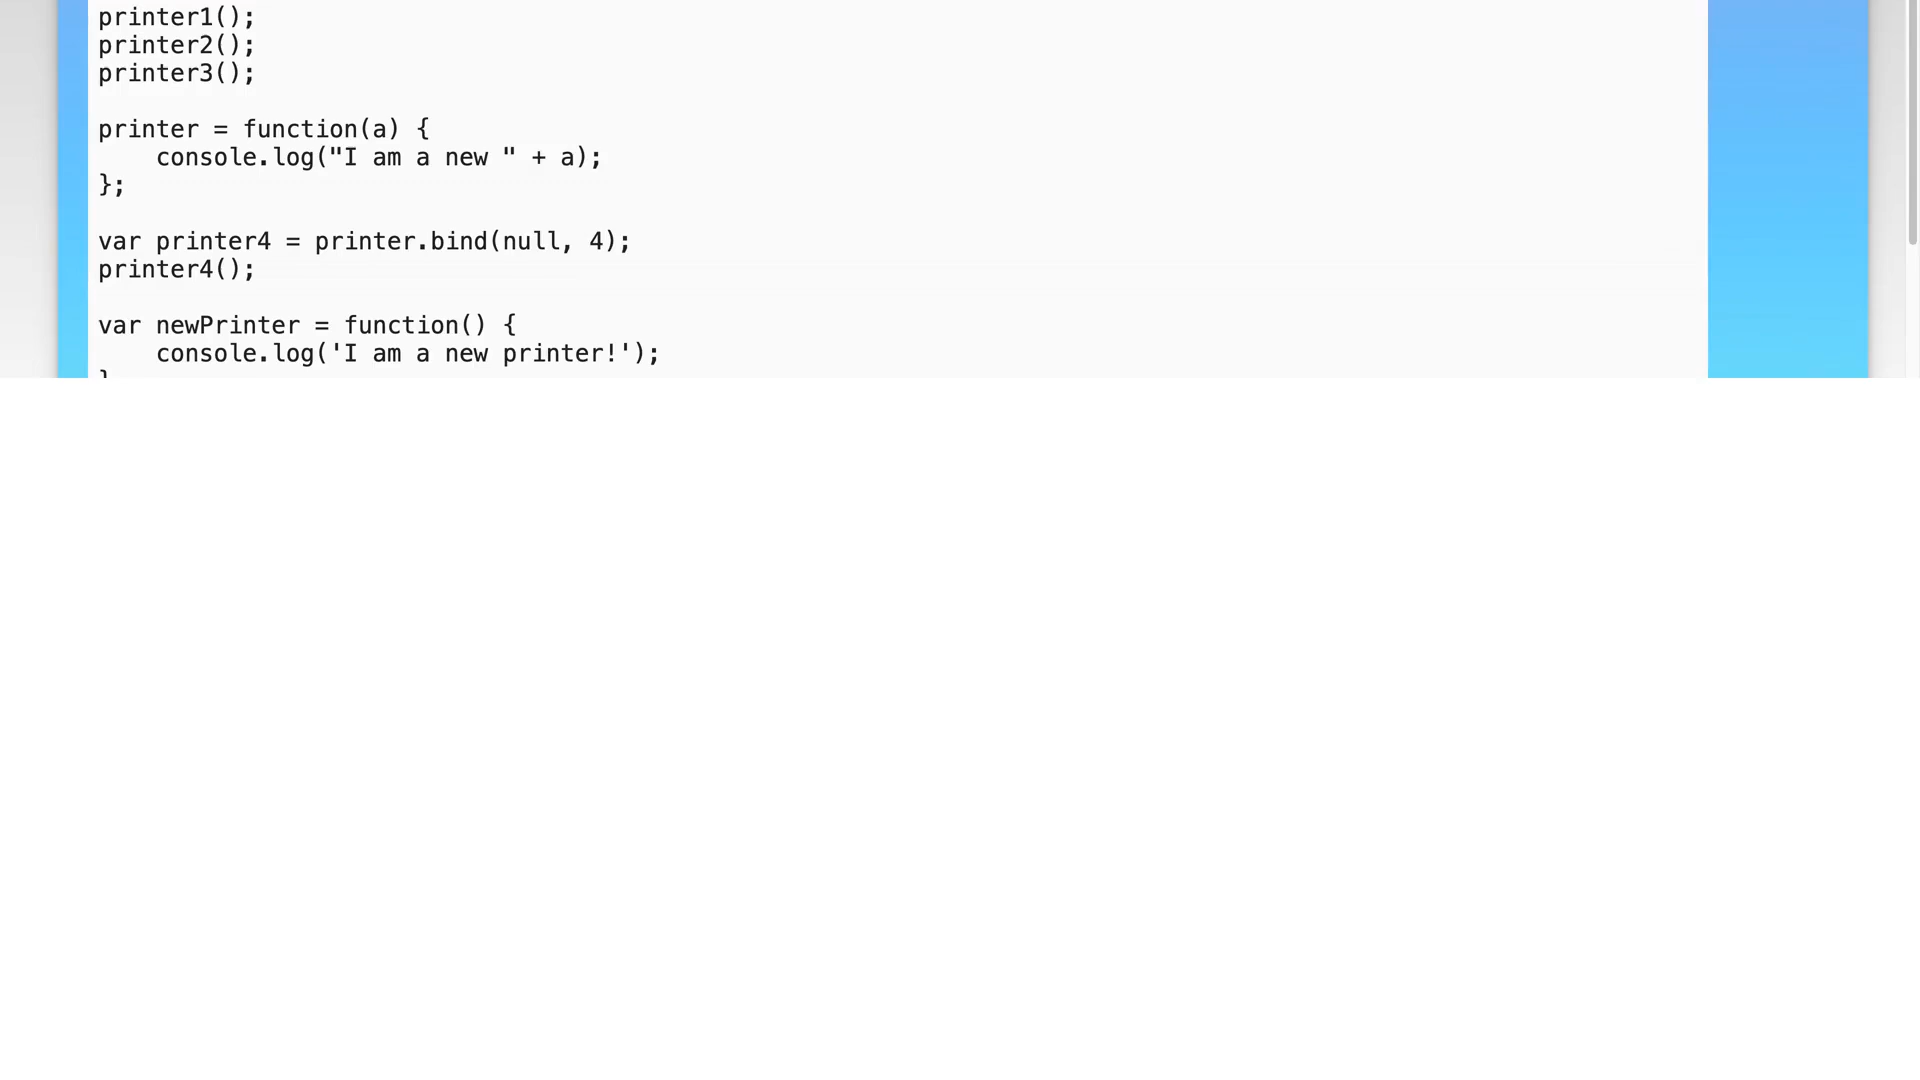 printer1();
printer2();
printer3();
printer = function(a) {
    console.log("I am a new " + a);
};
var printer4 = printer.bind(null, 4);
printer4();
var newPrinter = function() {
    console.log('I am a new printer!');
}